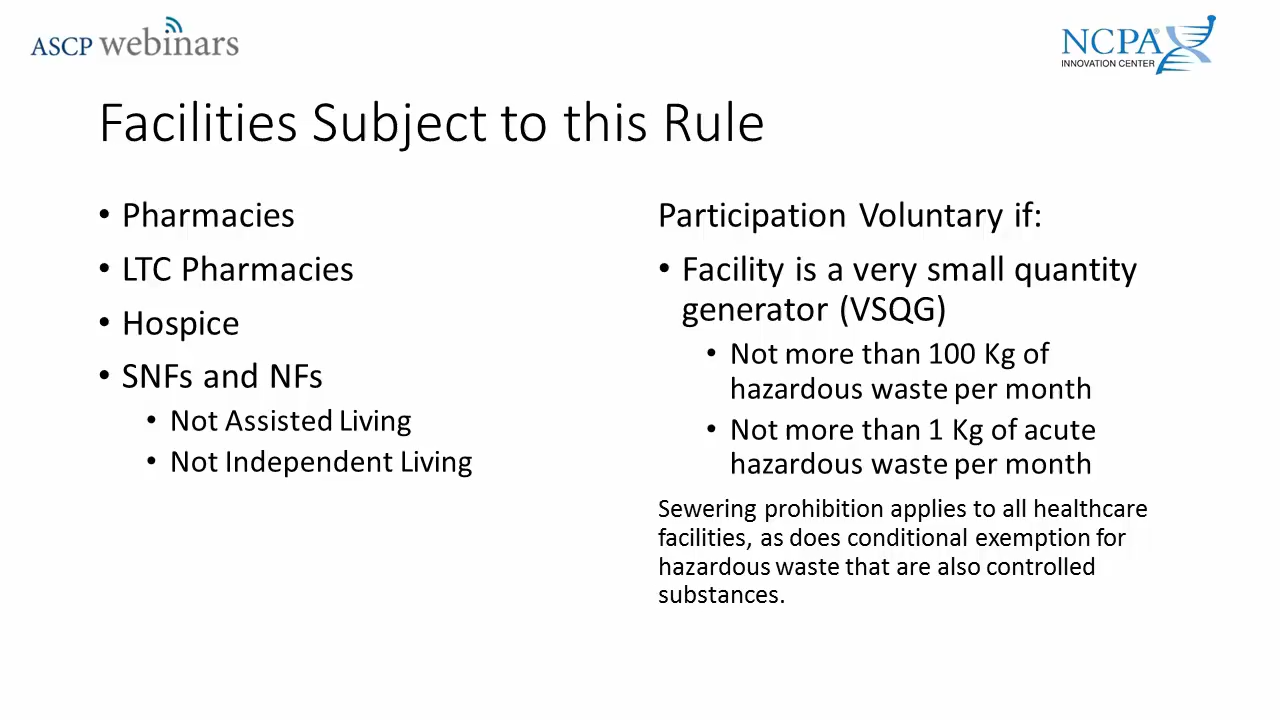 ASCP webinars
NCPA
INNOVATION CENTER
Facilities Subject to this Rule
• Pharmacies
• LTC Pharmacies
• Hospice
• SNFs and NFs
• Not Assisted Living
• Not Independent Living
Participation Voluntary if:
• Facility is a very small quantity
generator (VSQG)
• Not more than 100 Kg of
hazardous waste per month
• Not more than 1 Kg of acute
hazardous waste per month
Sewering prohibition applies to all healthcare
facilities, as does conditional exemption for
hazardous waste that are also controlled
substances.